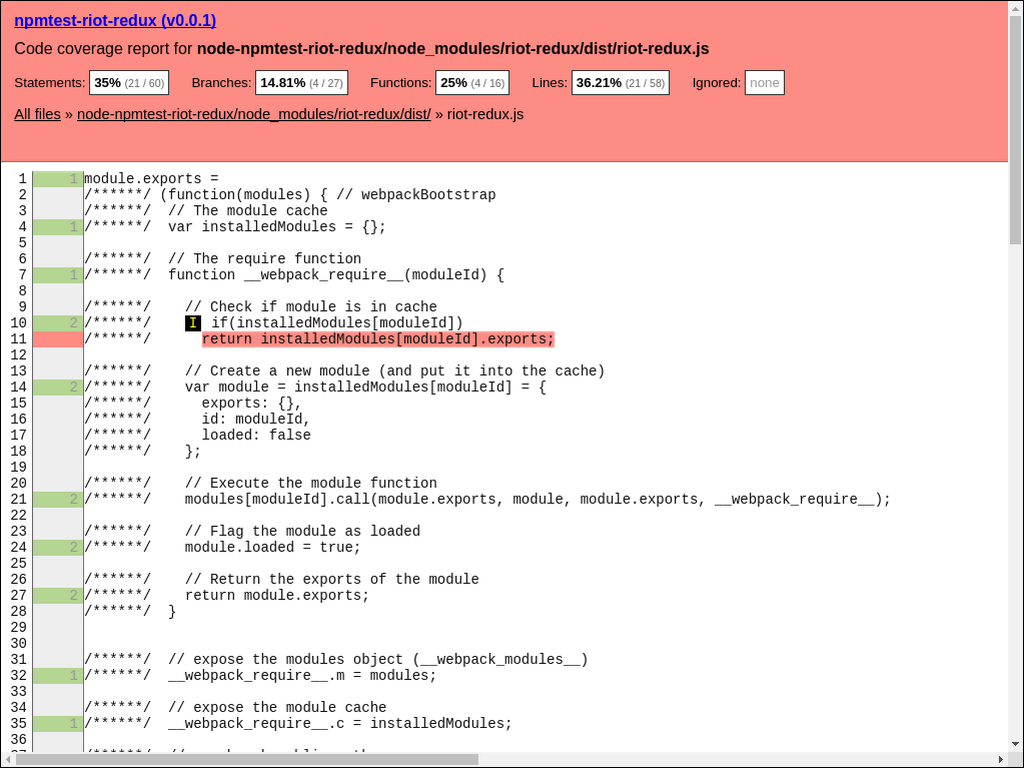 npmtest-riot-redux (v0.0.1)
Code coverage report for node-npmtest-riot-redux/node_modules/riot-redux/dist/riot-redux.js
Statements: 35% (21 / 60) Branches: 14.81% (4 / 27) Functions: 25% (4 / 16) Lines: 36.21% (21 / 58) Ignored: none
All files » node-npmtest-riot-redux/node_modules/riot-redux/dist/ » riot-redux.js
1 1 module.exports =
2 /******/ (function(modules) { // webpackBootstrap
3 /******/ // The module cache
4 1 /******/ var installedModules = {};
5
6 /******/ // The require function
7 1 /******/ function __webpack_require__(moduleId) {
8
9 /******/ // Check if module is in cache
10 2 /******/ I if(installedModules[moduleId])
11 /******/ return installedModules[moduleId].exports;
12
13 /******/ // Create a new module (and put it into the cache)
14 2 /******/ var module = installedModules[moduleId] = {
15 /******/ exports: {},
16 /******/ id: moduleId,
17 /******/ loaded: false
18 /******/ };
19
20 /******/ // Execute the module function
21 2 /******/ modules[moduleId].call(module.exports, module, module.exports, __webpack_require__);
22
23 /******/ // Flag the module as loaded
24 2 /******/ module.loaded = true;
25
26 /******/ // Return the exports of the module
27 2 /******/ return module.exports;
28 /******/ }
29
30
31 /******/ // expose the modules object (__webpack_modules__)
32 1 /******/ __webpack_require__.m = modules;
33
34 /******/ // expose the module cache
35 1 /******/ __webpack_require__.c = installedModules;
36